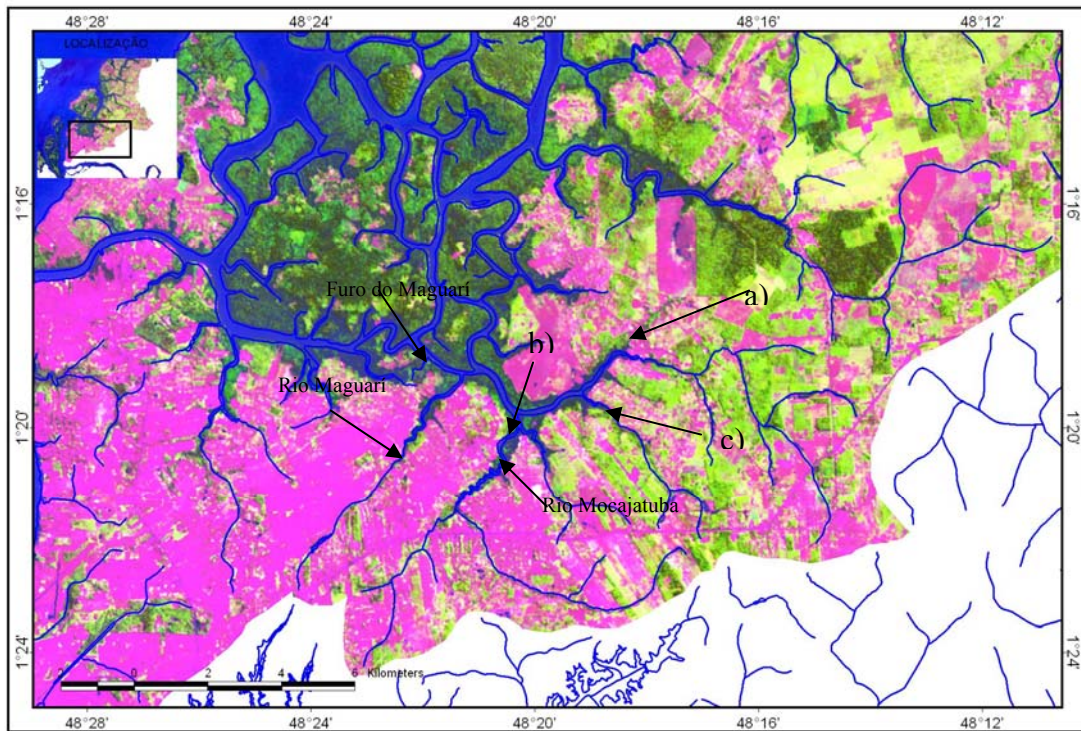 48°28' 48°24' 48°20' 48°16' 48°12'
LOCALIZAÇÃO
1°16' 1°16'
Furo do Maguarí
a)
b)
Rio Maguari
1°20' 1°20'
c)
Rio Mocajatuba
1°24' 1°24'
0 2 4 6 Kilometers
48°28' 48°24' 48°20' 48°16' 48°12'